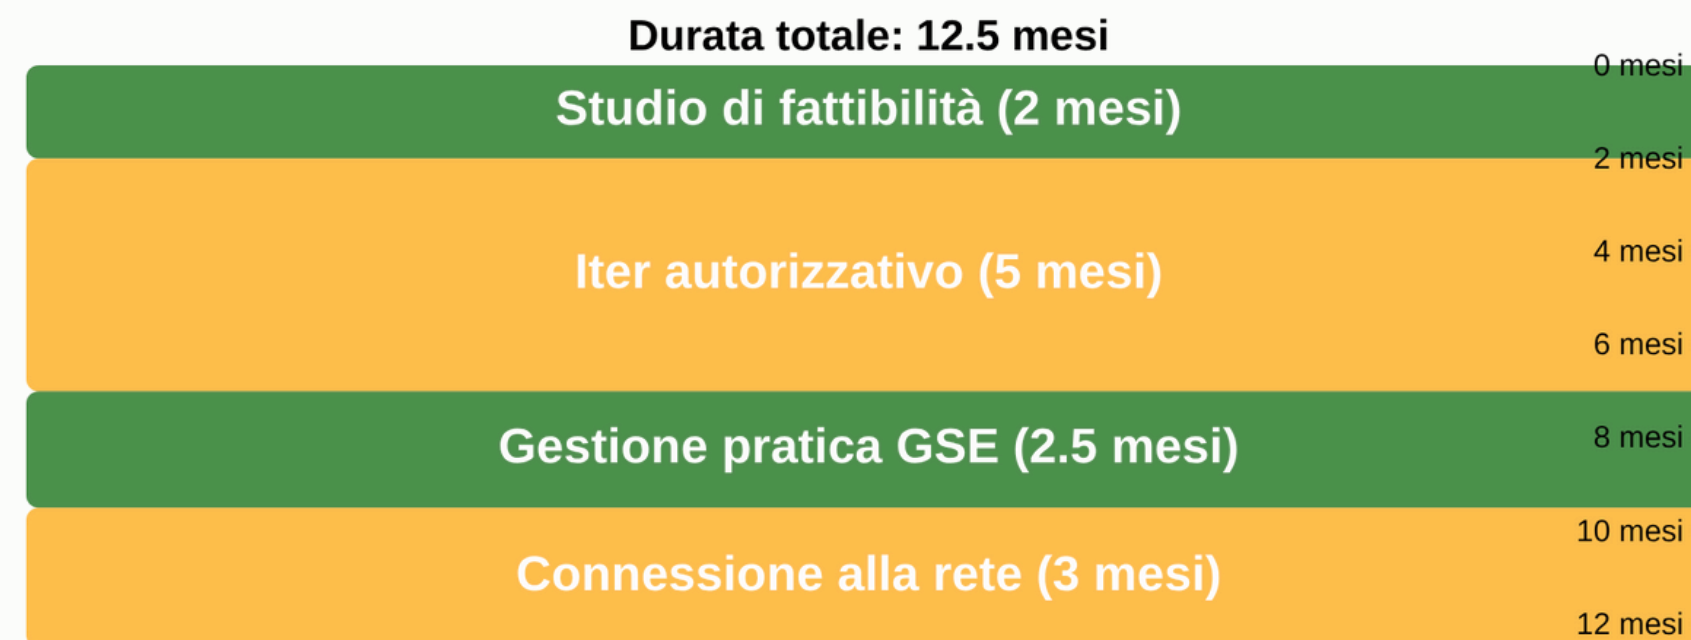 Durata totale: 12.5 mesi
0 mesi
Studio di fattibilità (2 mesi)
2 mesi
4 mesi
Iter autorizzativo (5 mesi)
6 mesi
8 mesi
Gestione pratica GSE (2.5 mesi)
10 mesi
Connessione alla rete (3 mesi)
12 mesi